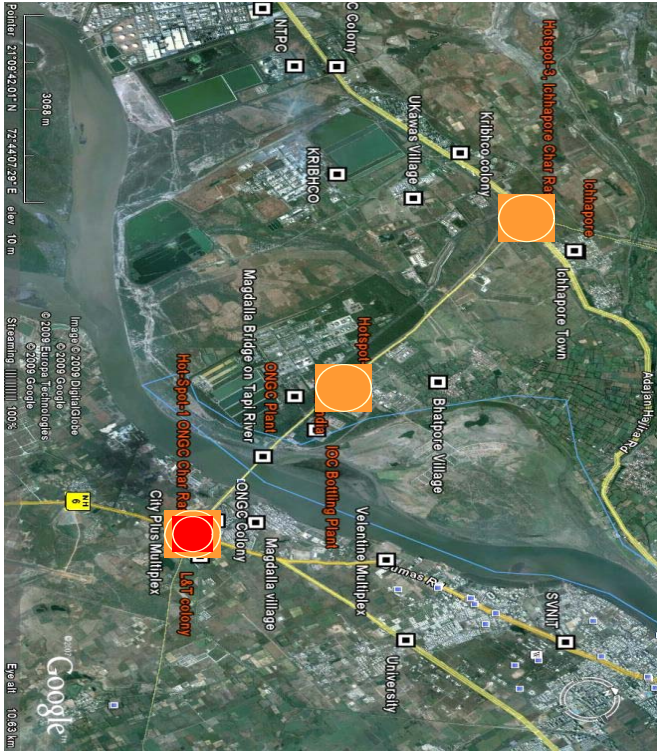 C Colony
NTPC
Hotspot-3, Ichhapore Char Ra
Ichhapore
Kribhco colony
UKawas Village
KRIBHCO
Ichhapore Town
Adajan Hajira Rd
Hotspot
Bhatpore Village
Magdalla Bridge on Tapi River
ONGC Plant
IOC Bottling Plant
Hot-Spot-1 ONGC Char Ra
ONGC Colony
Magdalla village
Velentine Multiplex
City Plus Multiplex
L&T colony
NH
6
SVNIT
University
W
3068 m
Image © 2009 DigitalGlobe
© 2009 Google
© 2009 Europa Technologies
© 2009 Google
Google
Pointer 21°09'42.01" N 72°44'07.29" E elev 10 m
Streaming 100%
Eye alt 10.63 km